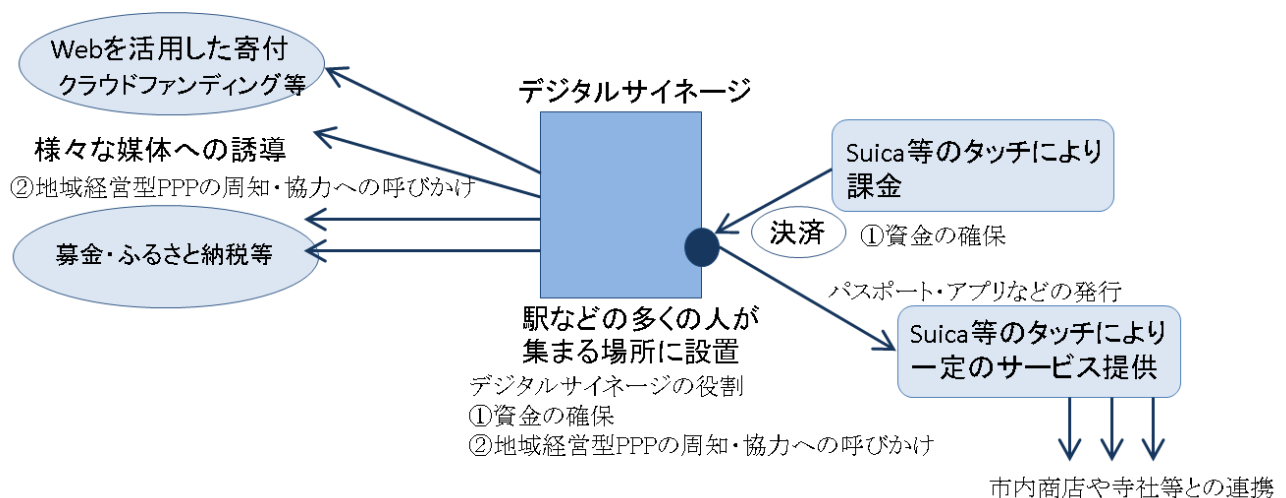 Webを活用した寄付
クラウドファンディング等
様々な媒体への誘導
②地域経営型PPPの周知・協力への呼びかけ
募金・ふるさと納税等
デジタルサイネージ
駅などの多くの人が
集まる場所に設置
デジタルサイネージの役割
①資金の確保
②地域経営型PPPの周知・協力への呼びかけ
Suica等のタッチにより
課金
決済
①資金の確保
パスポート・アプリなどの発行
Suica等のタッチにより
一定のサービス提供
市内商店や寺社等との連携